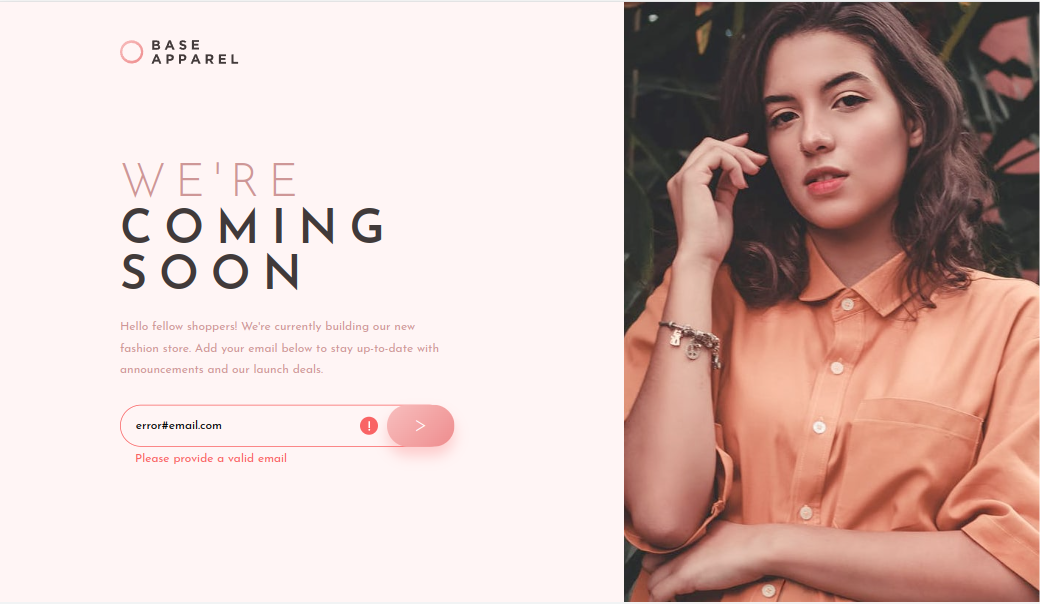 BASE
APPAREL
WE'RE
COMING
SOON
Hello fellow shoppers! We're currently building our new
fashion store. Add your email below to stay up-to-date with
announcements and our launch deals.
error#email.com ! >
Please provide a valid email